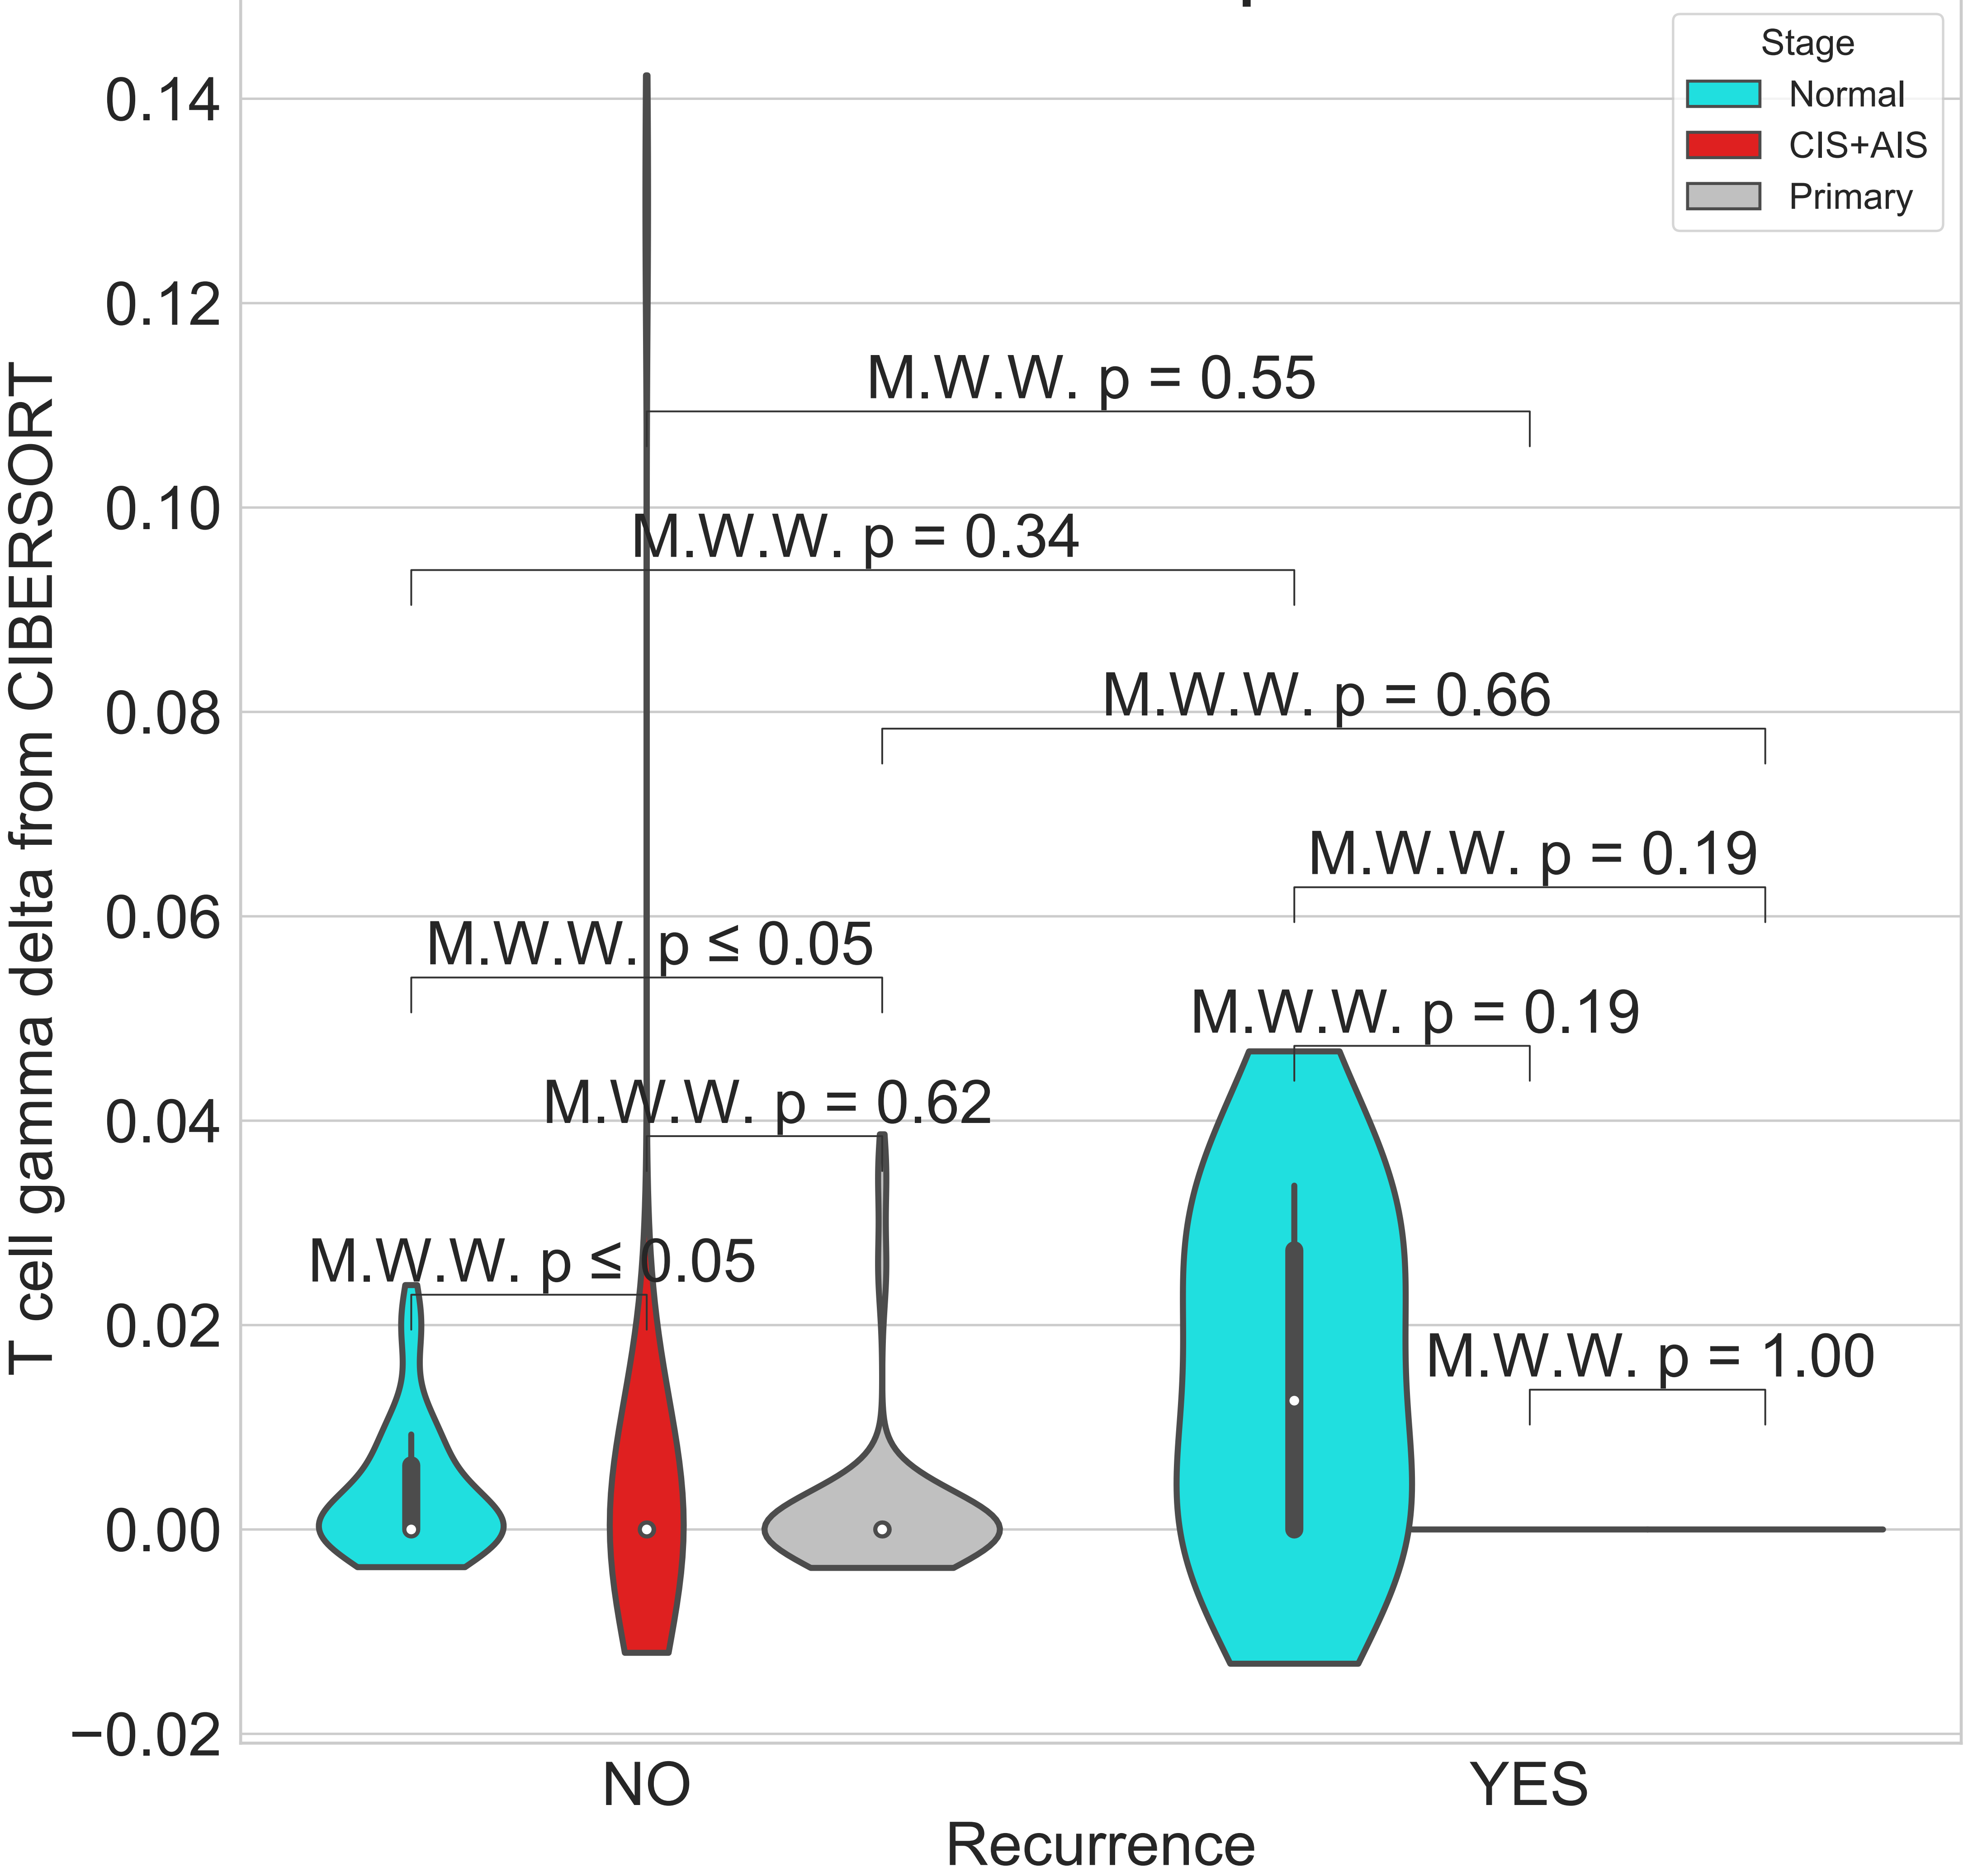 Stage
Normal
CIS+AIS
Primary
T cell gamma delta from CIBERSORT
0.14
0.12
0.10
0.08
0.06
0.04
0.02
0.00
−0.02
M.W.W. p = 0.55
M.W.W. p = 0.34
M.W.W. p = 0.66
M.W.W. p = 0.19
M.W.W. p ≤ 0.05
M.W.W. p = 0.19
M.W.W. p = 0.62
M.W.W. p ≤ 0.05
M.W.W. p = 1.00
NO
YES
Recurrence